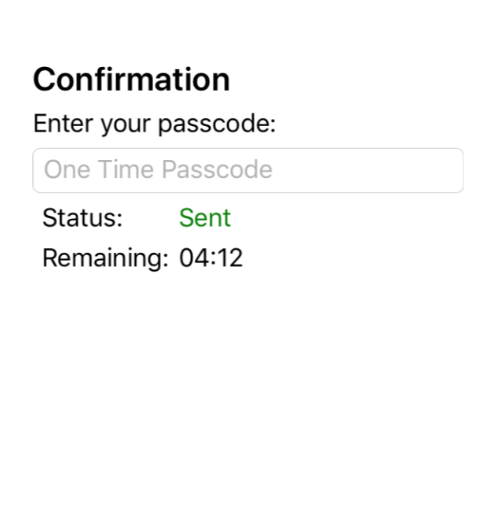 Confirmation
Enter your passcode:
One Time Passcode
Status: Sent
Remaining: 04:12